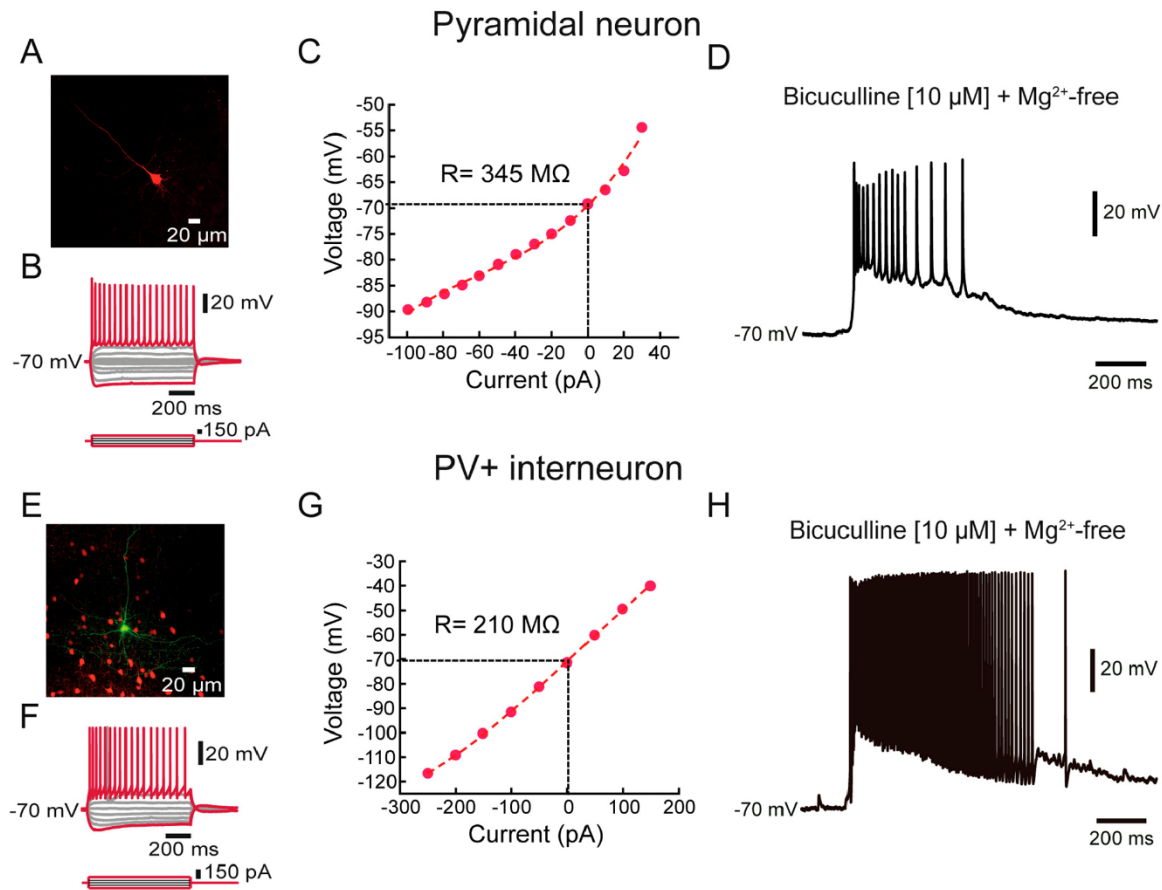 Pyramidal neuron
A
20 µm
B
20 mV
-70 mV
200 ms
150 pA
C
Voltage (mV)
-50
-55
-60
-65
-70
-75
-80
-85
-90
-95
R= 345 MΩ
-100 -80 -60 -40 -20 0 20 40
Current (pA)
D
Bicuculline [10 µM] + Mg²⁺-free
20 mV
-70 mV
200 ms
PV+ interneuron
E
20 µm
F
20 mV
-70 mV
200 ms
150 pA
G
Voltage (mV)
-30
-40
-50
-60
-70
-80
-90
-100
-110
-120
R= 210 MΩ
-300 -200 -100 0 100 200
Current (pA)
H
Bicuculline [10 µM] + Mg²⁺-free
20 mV
-70 mV
200 ms